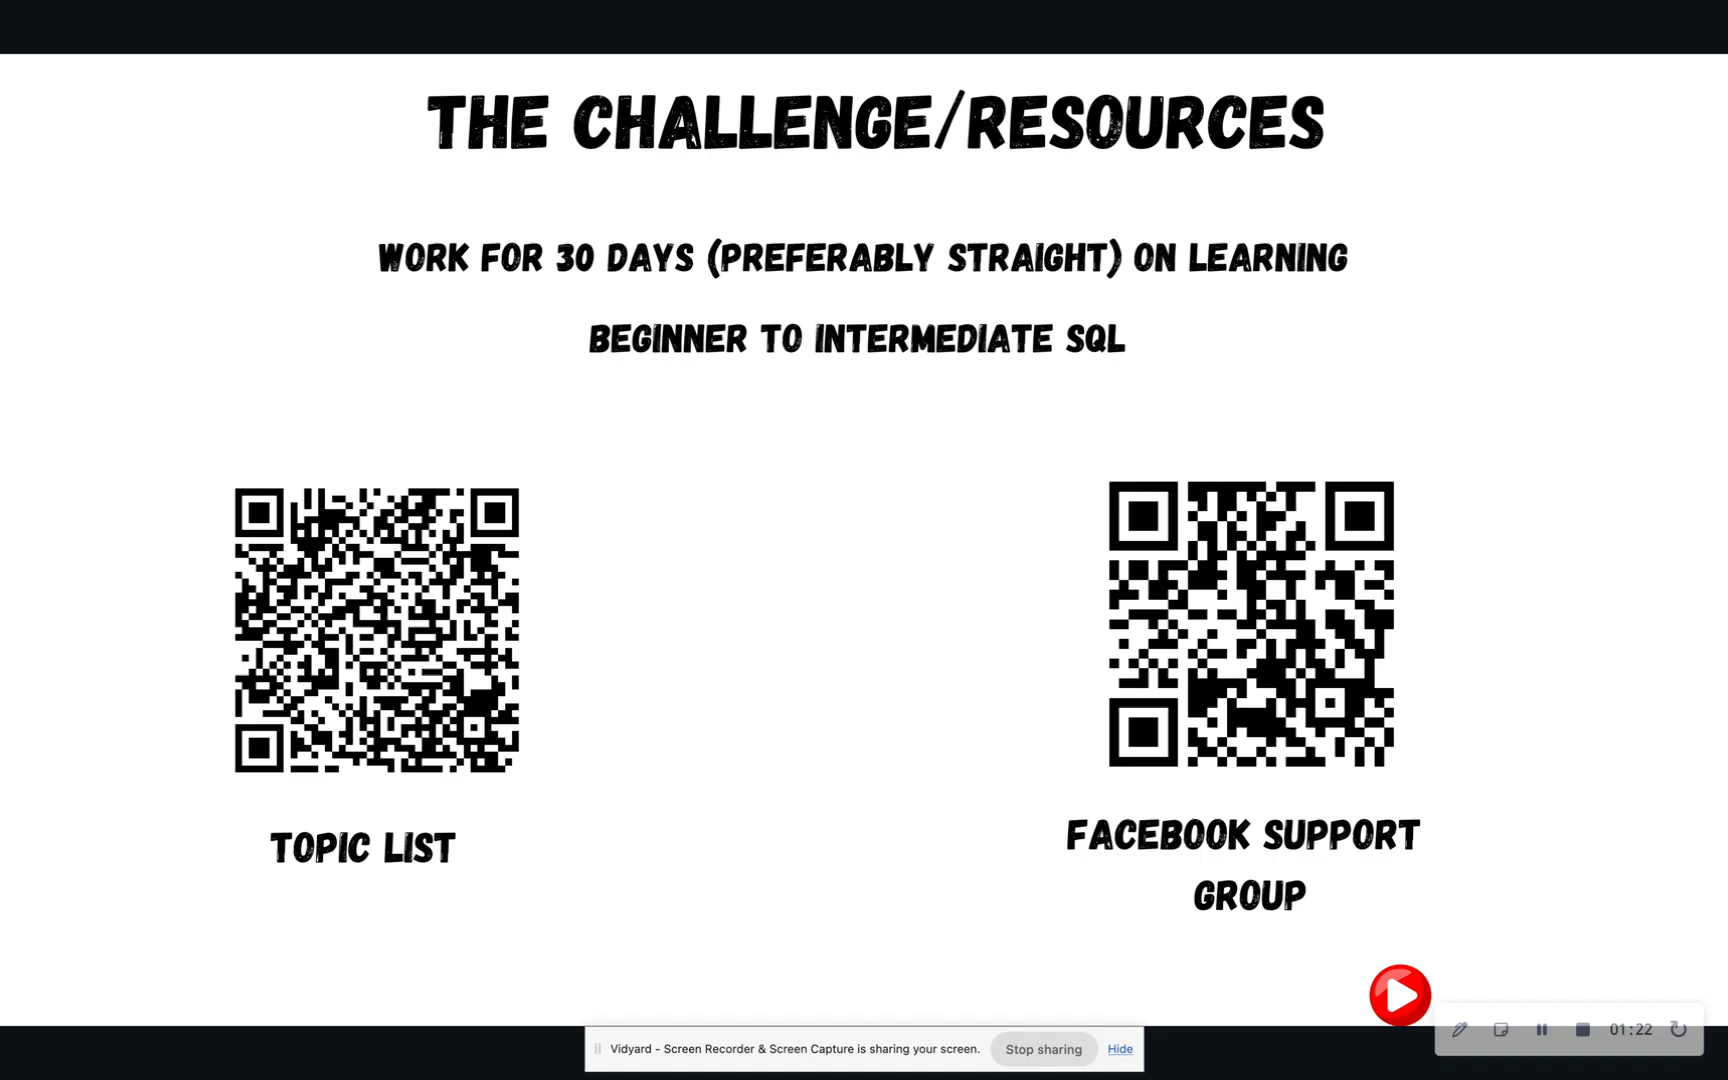 THE CHALLENGE/RESOURCES
WORK FOR 30 DAYS (PREFERABLY STRAIGHT) ON LEARNING
BEGINNER TO INTERMEDIATE SQL
TOPIC LIST
FACEBOOK SUPPORT
GROUP
01:22
Vidyard - Screen Recorder & Screen Capture is sharing your screen.
Stop sharing
Hide